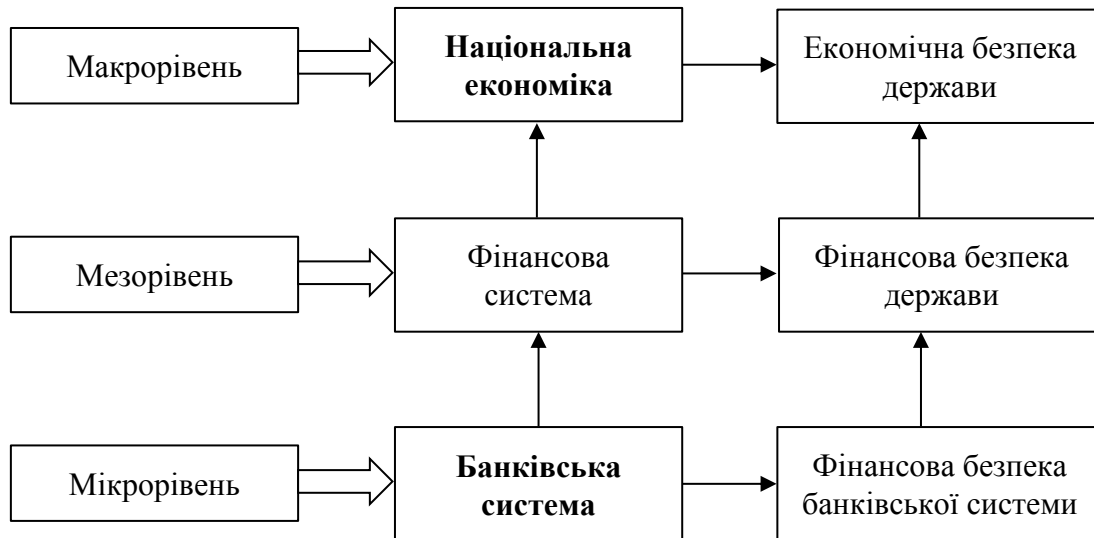 Макрорівень
Національна
економіка
Економічна безпека
держави
Мезорівень
Фінансова
система
Фінансова безпека
держави
Мікрорівень
Банківська
система
Фінансова безпека
банківської системи